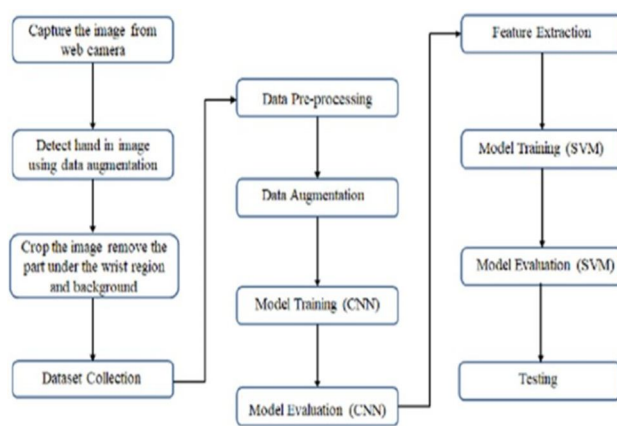 Capture the image from
web camera
Detect hand in image
using data augmentation
Crop the image remove the
part under the wrist region
and background
Dataset Collection
Data Pre-processing
Data Augmentation
Model Training (CNN)
Model Evaluation (CNN)
Feature Extraction
Model Training (SVM)
Model Evaluation (SVM)
Testing